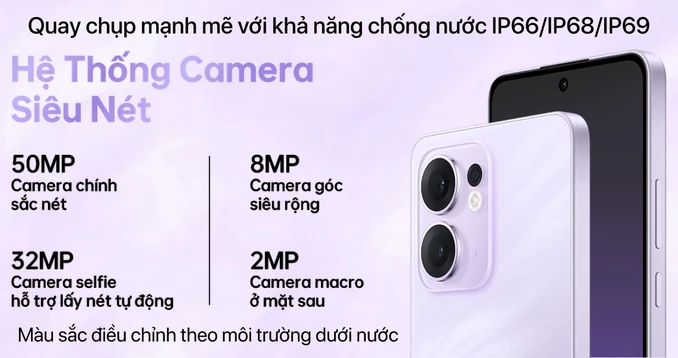 Quay chụp mạnh mẽ với khả năng chống nước IP66/IP68/IP69
Hệ Thống Camera
Siêu Nét
50MP
Camera chính
sắc nét
8MP
Camera góc
siêu rộng
32MP
Camera selfie
hỗ trợ lấy nét tự động
2MP
Camera macro
ở mặt sau
Màu sắc điều chỉnh theo môi trường dưới nước